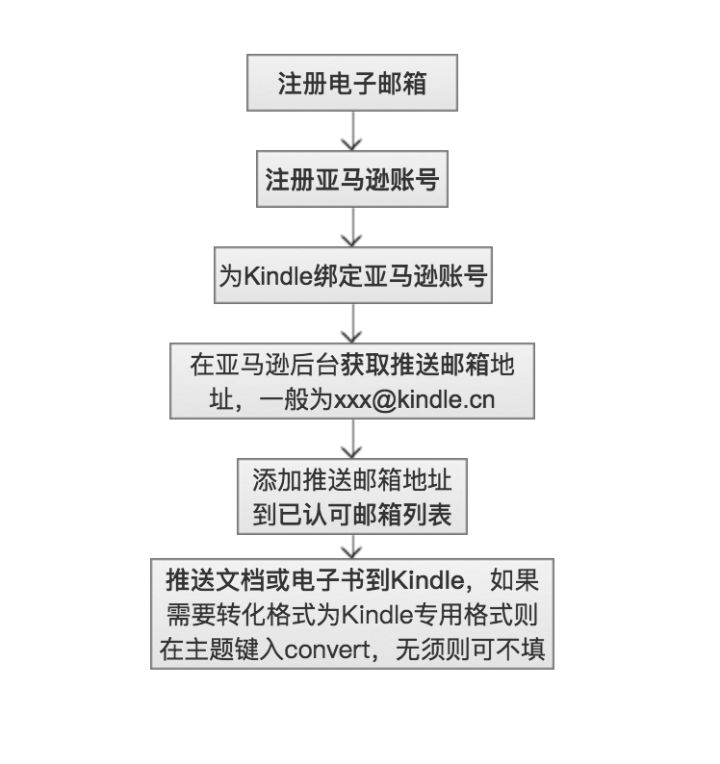 注册电子邮箱
注册亚马逊账号
为Kindle绑定亚马逊账号
在亚马逊后台获取推送邮箱地
址，一般为xxx@kindle.cn
添加推送邮箱地址
到已认可邮箱列表
推送文档或电子书到Kindle，如果
需要转化格式为Kindle专用格式则
在主题键入convert，无须则可不填